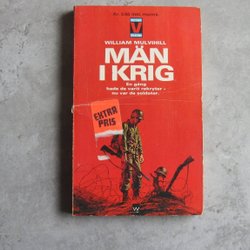 WILLIAM MULVIHILL
MÄN
I KRIG
En gång
hade de varit rekryter –
nu var de soldater.
EXTRA
PRIS